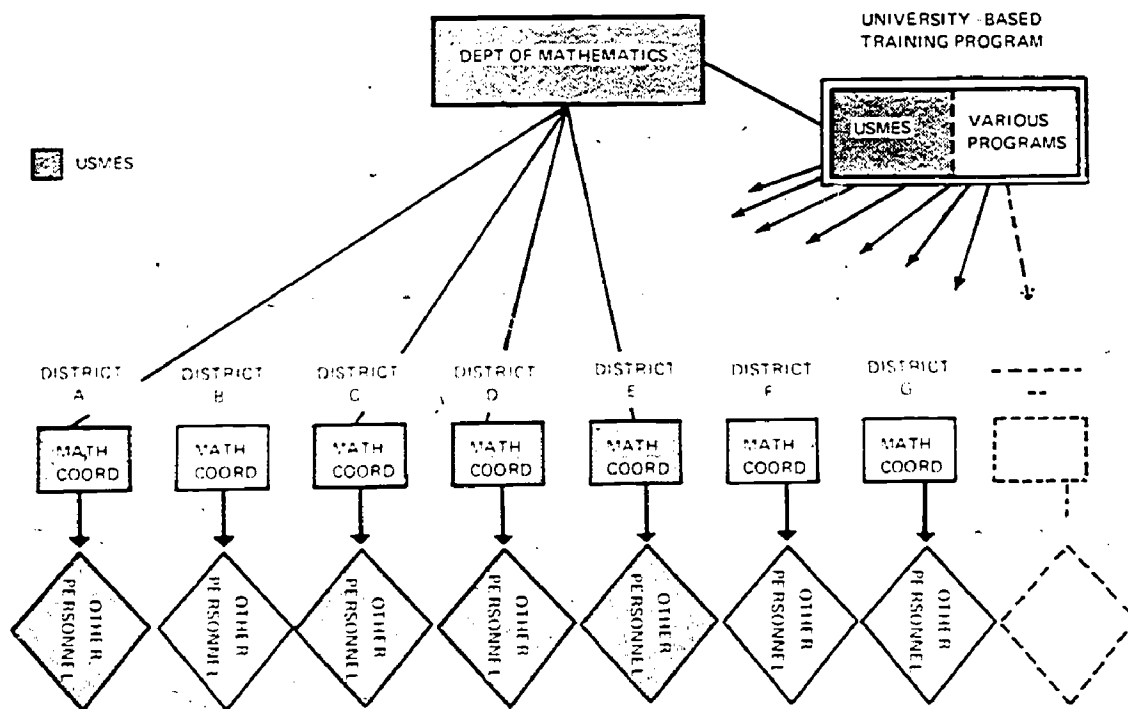 UNIVERSITY-BASED
TRAINING PROGRAM
DEPT OF MATHEMATICS
USMES
VARIOUS
PROGRAMS
USMES
DISTRICT
A
DISTRICT
B
DISTRICT
C
DISTRICT
D
DISTRICT
E
DISTRICT
F
DISTRICT
G
MATH
COORD
MATH
COORD
MATH
COORD
MATH
COORD
MATH
COORD
MATH
COORD
MATH
COORD
OTHER
PERSONNEL
OTHER
PERSONNEL
OTHER
PERSONNEL
OTHER
PERSONNEL
OTHER
PERSONNEL
OTHER
PERSONNEL
OTHER
PERSONNEL